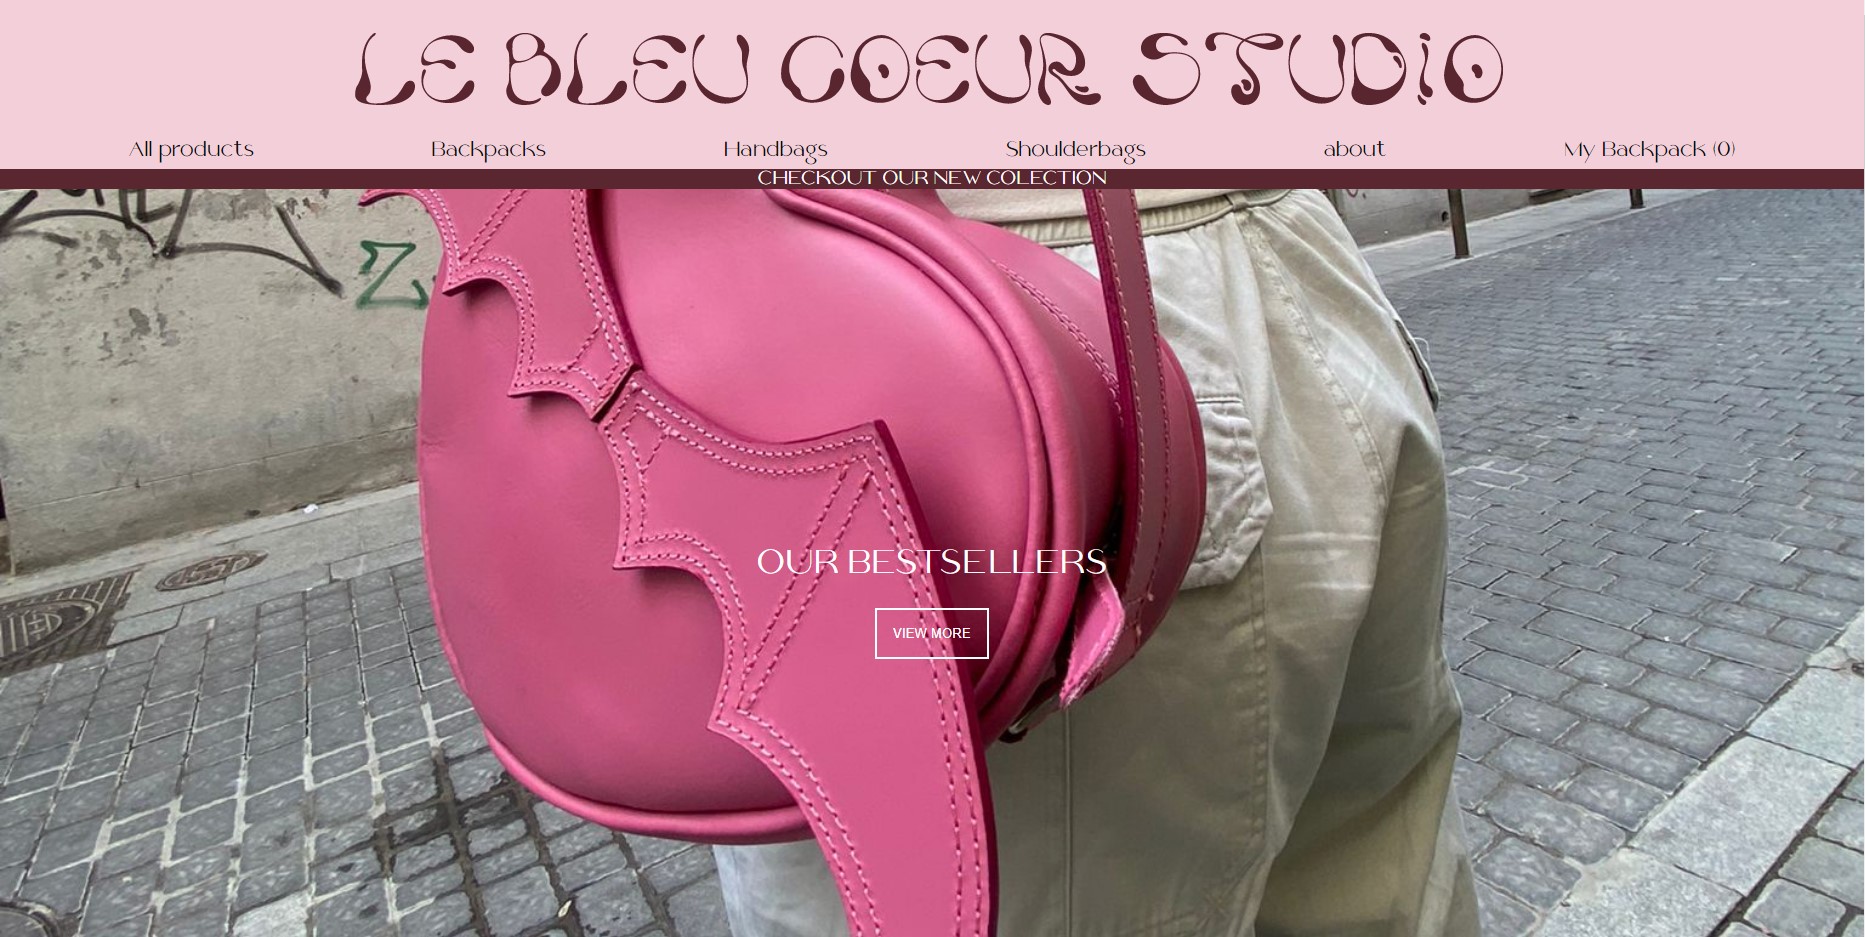 LE BLEU COEUR STUDIO
All products Backpacks Handbags Shoulderbags about My Backpack (0)
CHECKOUT OUR NEW COLECTION
Z
OUR BESTSELLERS
VIEW MORE